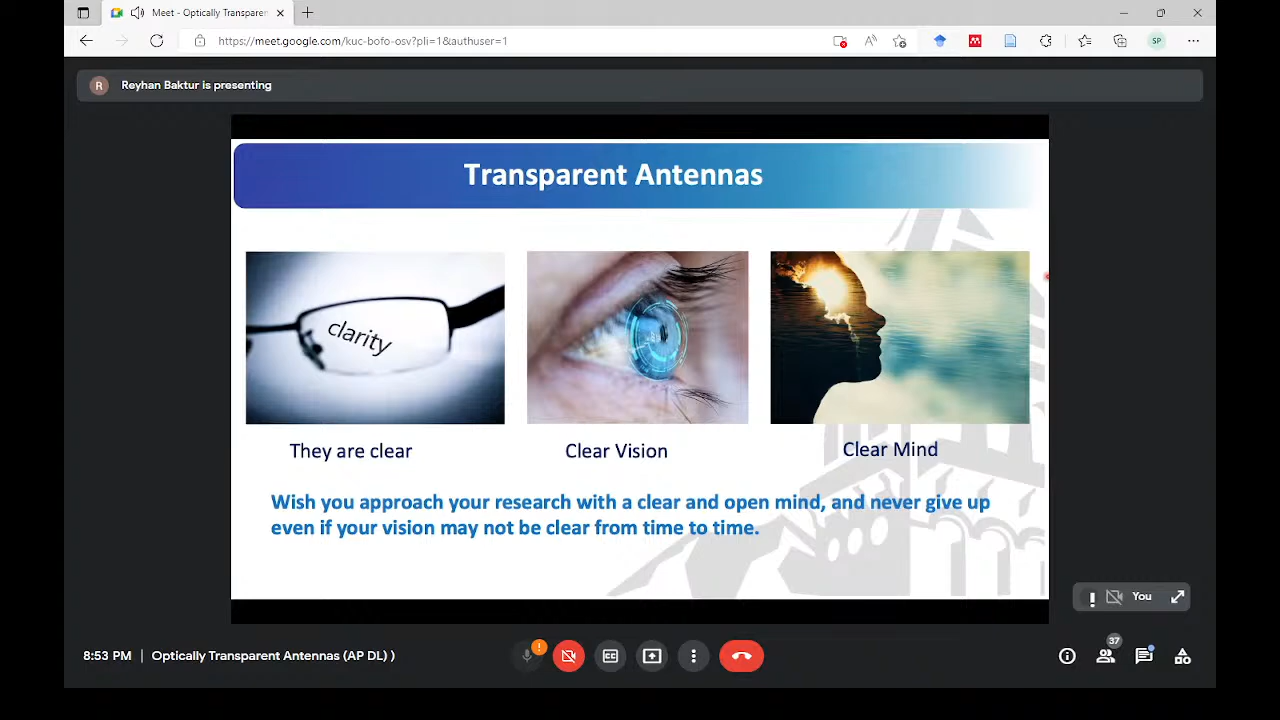 Meet - Optically Transparen
https://meet.google.com/kuc-bofo-osv?pli=1&authuser=1
SP
R
Reyhan Baktur is presenting
Transparent Antennas
clarity
They are clear
Clear Vision
Clear Mind
Wish you approach your research with a clear and open mind, and never give up
even if your vision may not be clear from time to time.
You
8:53 PM | Optically Transparent Antennas (AP DL) )
37